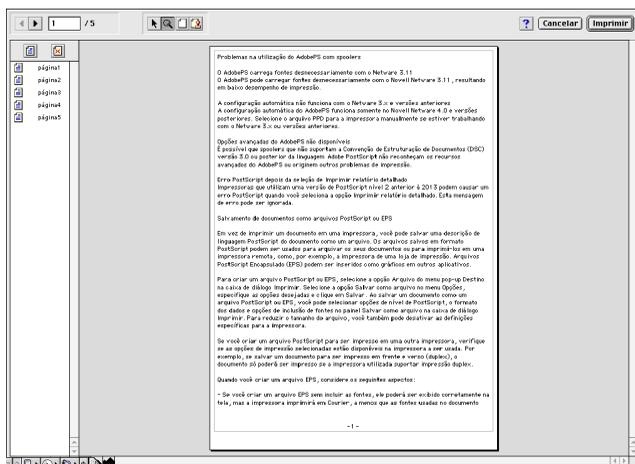 1 / 5
? Cancelar Imprimir
página1
página2
página3
página4
página5
Problemas na utilização do AdobePS com spoolers
O AdobePS carrega fontes desnecessariamente com o Netware 3.11
O AdobePS pode carregar fontes desnecessariamente com o Novell Netware 3.11, resultando
em baixo desempenho de impressão.
A configuração automática não funciona com o Netware 3.x e versões anteriores
A configuração automática do AdobePS funciona somente no Novell Netware 4.0 e versões
posteriores. Selecione o arquivo PPD para a impressora manualmente se estiver trabalhando
com o Netware 3.x ou versões anteriores.
Opções avançadas do AdobePS não disponíveis
É possível que spoolers que não suportam a Convenção de Estruturação de Documentos (DSC)
versão 3.0 ou posterior da linguagem Adobe PostScript não reconheçam os recursos
avançados do AdobePS ou originem outros problemas de impressão.
Erro PostScript depois da seleção de Imprimir relatório detalhado
Impressoras que utilizam uma versão de PostScript nível 2 anterior à 2013 podem causar um
erro PostScript quando você seleciona a opção Imprimir relatório detalhado. Esta mensagem
de erro pode ser ignorada.
Salvamento de documentos como arquivos PostScript ou EPS
Em vez de imprimir um documento em uma impressora, você pode salvar uma descrição de
linguagem PostScript do documento como um arquivo. Os arquivos salvos em formato
PostScript podem ser usados para arquivar os seus documentos ou para imprimí-los em uma
impressora remota, como, por exemplo, a impressora de uma loja de impressão. Arquivos
PostScript Encapsulado (EPS) podem ser inseridos como gráficos em outros aplicativos.
Para criar um arquivo PostScript ou EPS, selecione a opção Arquivo do menu pop-up Destino
na caixa de diálogo Imprimir. Selecione a opção Salvar como arquivo no menu Opções,
especifique as opções desejadas e clique em Salvar. Ao salvar um documento como um
arquivo PostScript ou EPS, você pode selecionar opções de nível de PostScript, o formato
dos dados e opções de inclusão de fontes no painel Salvar como arquivo na caixa de diálogo
Imprimir. Para reduzir o tamanho do arquivo, você também pode desativar as definições
específicas para a impressora.
Se você criar um arquivo PostScript para ser impresso em uma outra impressora, verifique
se as opções de impressão selecionadas estão disponíveis na impressora a ser usada. Por
exemplo, se salvar um documento para ser impresso em frente e verso (duplex), o
documento só poderá ser impresso se a impressora utilizada suportar impressão duplex.
Quando você criar um arquivo EPS, considere os seguintes aspectos:
- Se você criar um arquivo EPS sem incluir as fontes, ele poderá ser exibido corretamente na
tela, mas a impressora imprimirá em Courier, a menos que as fontes usadas no documento
-1-